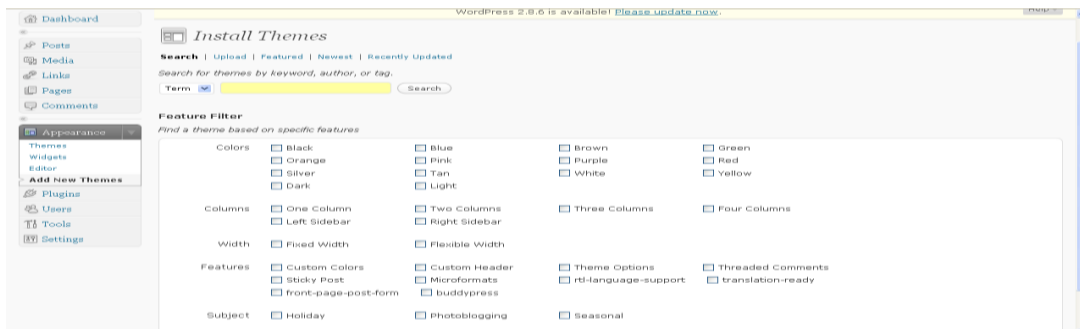 WordPress 2.8.6 is available! Please update now.
Help
Dashboard
Posts
Media
Links
Pages
Comments
Appearance
Themes
Widgets
Editor
Add New Themes
Plugins
Users
Tools
Settings
Install Themes
Search | Upload | Featured | Newest | Recently Updated
Search for themes by keyword, author, or tag.
Term Search
Feature Filter
Find a theme based on specific features
Colors Black Blue Brown Green
Orange Pink Purple Red
Silver Tan White Yellow
Dark Light
Columns One Column Two Columns Three Columns Four Columns
Left Sidebar Right Sidebar
Width Fixed Width Flexible Width
Features Custom Colors Custom Header Theme Options Threaded Comments
Sticky Post Microformats rtl-language-support translation-ready
front-page-post-form buddypress
Subject Holiday Photoblogging Seasonal